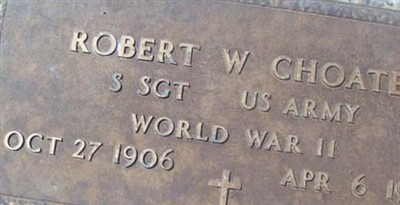 ROBERT W CHOATE
S SGT US ARMY
WORLD WAR II
OCT 27 1906 APR 6